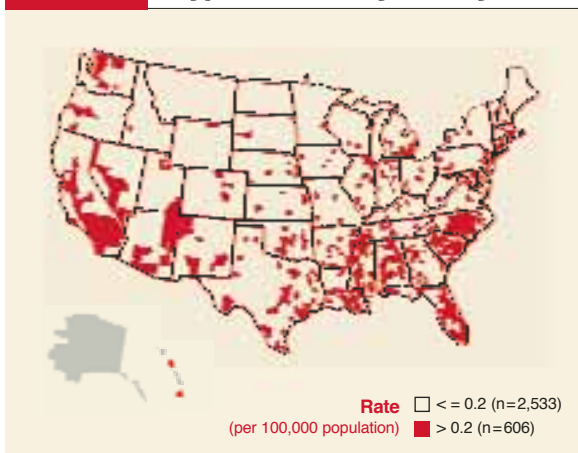 Rate □ < = 0.2 (n=2,533)
(per 100,000 population) ■ > 0.2 (n=606)